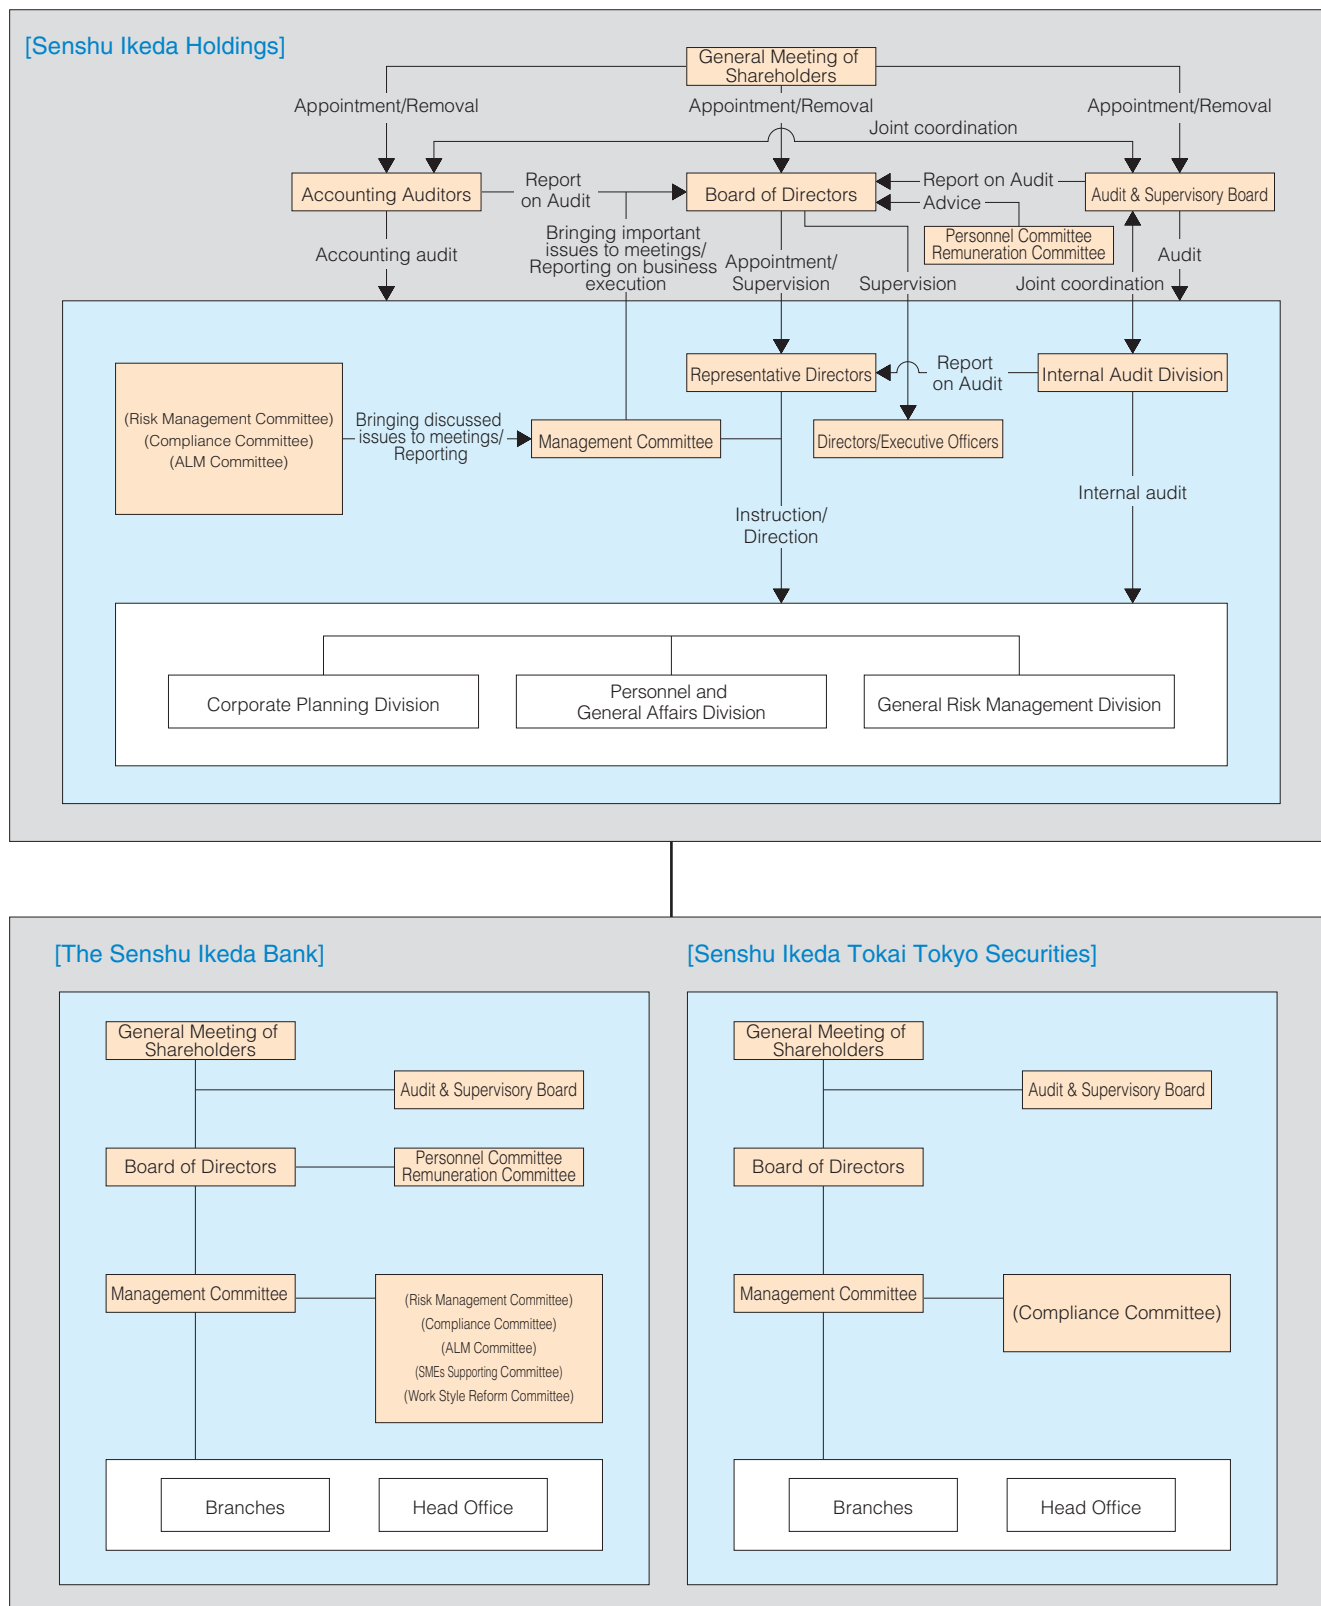 [Senshu Ikeda Holdings]
General Meeting of
Shareholders
Appointment/Removal
Appointment/Removal
Appointment/Removal
Joint coordination
Accounting Auditors
Report
on Audit
Board of Directors
Report on Audit
Advice
Audit & Supervisory Board
Personnel Committee
Remuneration Committee
Accounting audit
Bringing important
issues to meetings/
Reporting on business
execution
Appointment/
Supervision
Supervision
Joint coordination
Audit
Representative Directors
Report
on Audit
Internal Audit Division
(Risk Management Committee)
(Compliance Committee)
(ALM Committee)
Bringing discussed
issues to meetings/
Reporting
Management Committee
Directors/Executive Officers
Instruction/
Direction
Internal audit
Corporate Planning Division
Personnel and
General Affairs Division
General Risk Management Division
[The Senshu Ikeda Bank]
General Meeting of
Shareholders
Audit & Supervisory Board
Board of Directors
Personnel Committee
Remuneration Committee
Management Committee
(Risk Management Committee)
(Compliance Committee)
(ALM Committee)
(SMEs Supporting Committee)
(Work Style Reform Committee)
Branches
Head Office
[Senshu Ikeda Tokai Tokyo Securities]
General Meeting of
Shareholders
Audit & Supervisory Board
Board of Directors
Management Committee
(Compliance Committee)
Branches
Head Office